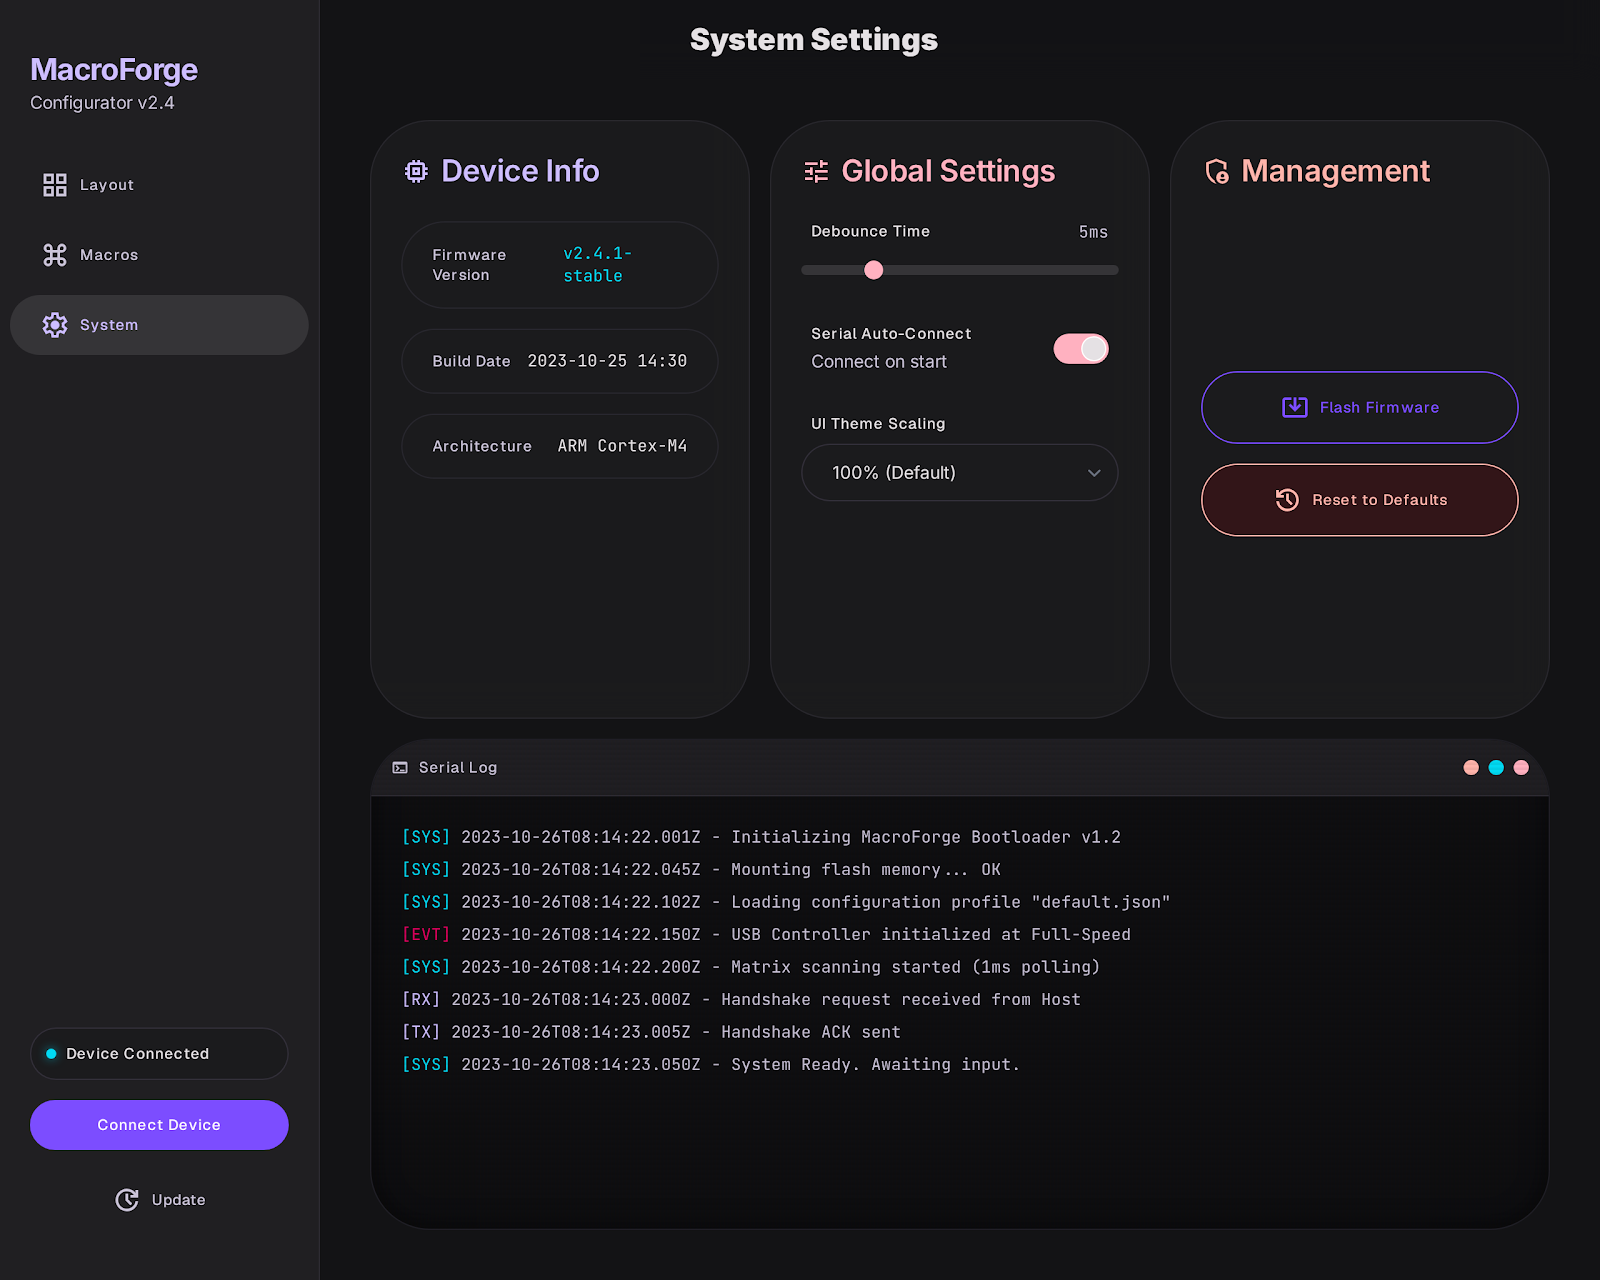 MacroForge
Configurator v2.4
Layout
Macros
System
Device Connected
Connect Device
Update
System Settings
Device Info
Firmware
Version
v2.4.1-
stable
Build Date 2023-10-25 14:30
Architecture ARM Cortex-M4
Global Settings
Debounce Time 5ms
Serial Auto-Connect
Connect on start
UI Theme Scaling
100% (Default)
Management
Flash Firmware
Reset to Defaults
Serial Log
[SYS] 2023-10-26T08:14:22.001Z - Initializing MacroForge Bootloader v1.2
[SYS] 2023-10-26T08:14:22.045Z - Mounting flash memory... OK
[SYS] 2023-10-26T08:14:22.102Z - Loading configuration profile "default.json"
[EVT] 2023-10-26T08:14:22.150Z - USB Controller initialized at Full-Speed
[SYS] 2023-10-26T08:14:22.200Z - Matrix scanning started (1ms polling)
[RX] 2023-10-26T08:14:23.000Z - Handshake request received from Host
[TX] 2023-10-26T08:14:23.005Z - Handshake ACK sent
[SYS] 2023-10-26T08:14:23.050Z - System Ready. Awaiting input.